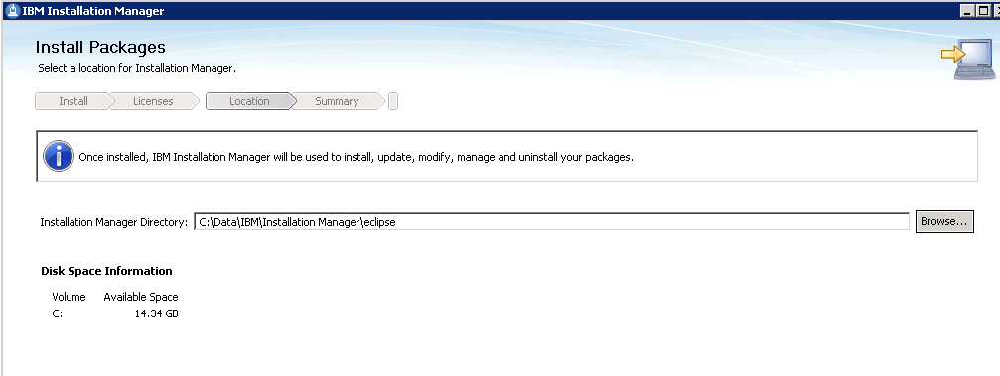 IBM Installation Manager
Install Packages
Select a location for Installation Manager.
Install Licenses Location Summary
Once installed, IBM Installation Manager will be used to install, update, modify, manage and uninstall your packages.
Installation Manager Directory: C:\Data\IBM\Installation Manager\eclipse Browse...
Disk Space Information
Volume Available Space
C: 14.34 GB